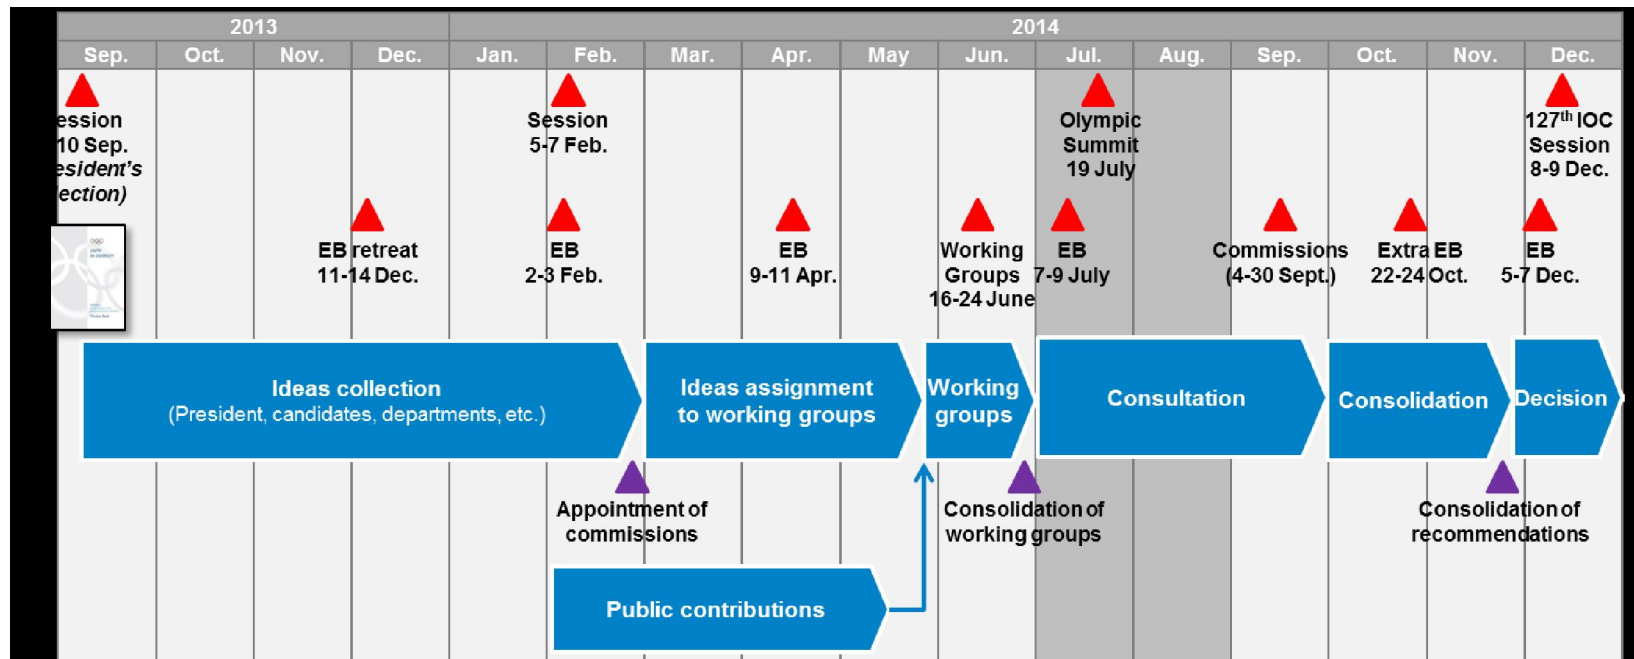 2013
2014
Sep. Oct. Nov. Dec. Jan. Feb. Mar. Apr. May Jun. Jul. Aug. Sep. Oct. Nov. Dec.
ession
10 Sep.
esident's
ection)
Session
5-7 Feb.
Olympic
Summit
19 July
127th IOC
Session
8-9 Dec.
EB retreat
11-14 Dec.
EB
2-3 Feb.
EB
9-11 Apr.
Working
Groups
16-24 June
EB
7-9 July
Commissions
(4-30 Sept.)
Extra EB
22-24 Oct.
EB
5-7 Dec.
Ideas collection
(President, candidates, departments, etc.)
Ideas assignment
to working groups
Working
groups
Consultation
Consolidation
Decision
Appointment of
commissions
Consolidation of
working groups
Consolidation of
recommendations
Public contributions